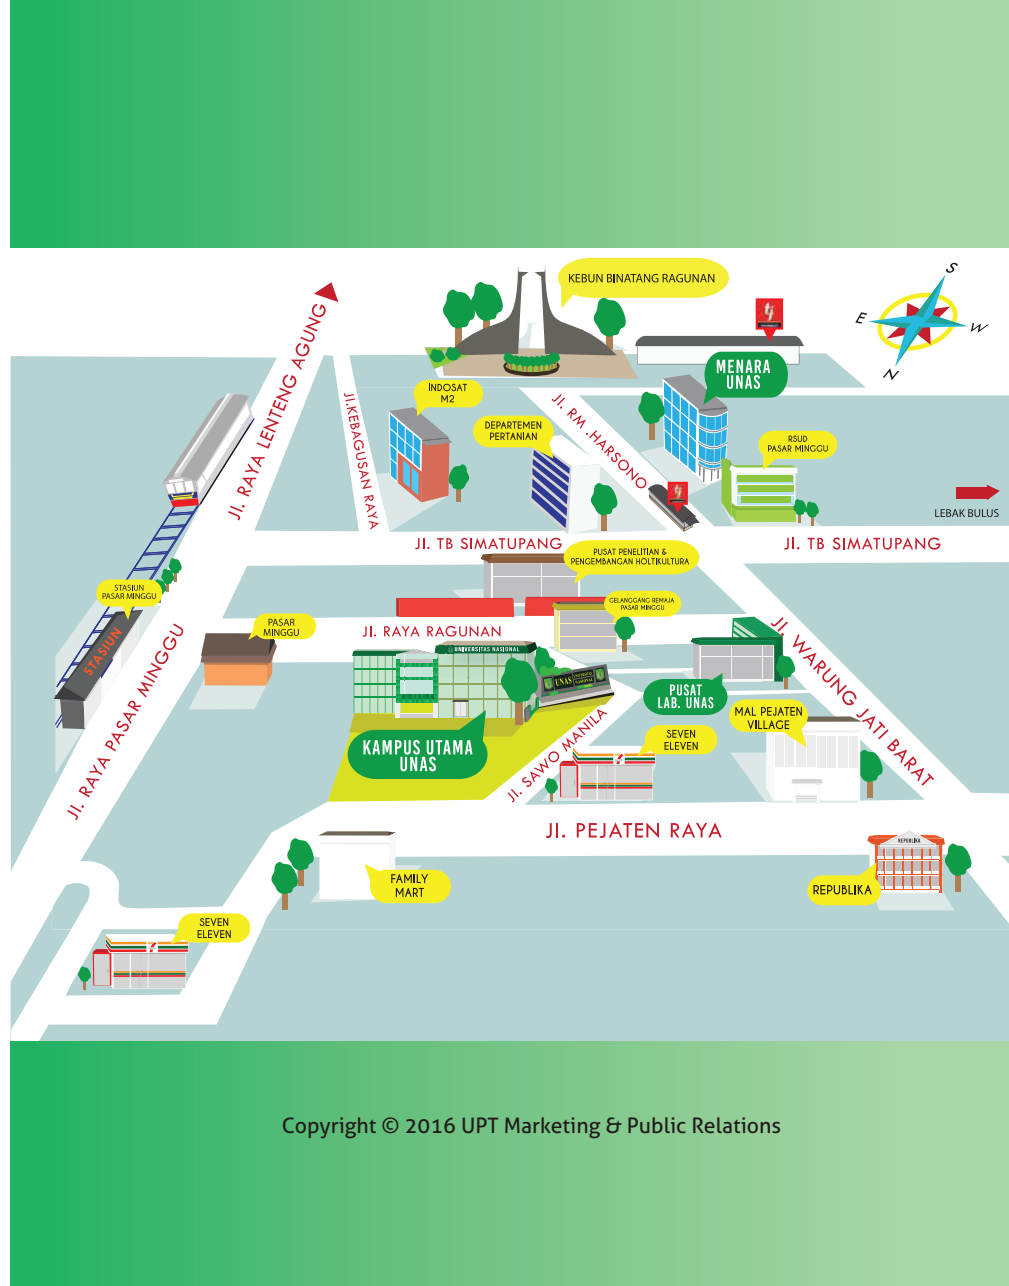 KEBUN BINATANG RAGUNAN
S
E
W
N
JL. RAYA LENTENG AGUNG
MENARA
UNAS
INDOSAT
M2
JL.KEBAGUSAN RAYA
JL. RM .HARSONO
DEPARTEMEN
PERTANIAN
RSUD
PASAR MINGGU
LEBAK BULUS
JL. TB SIMATUPANG
JL. TB SIMATUPANG
PUSAT PENELITIAN &
PENGEMBANGAN HOLTIKULTURA
STASIUN
PASAR MINGGU
GELANGGANG REMAJA
PASAR MINGGU
PASAR
MINGGU
JL. RAYA RAGUNAN
STASIUN
JL. RAYA PASAR MINGGU
UNIVERSITAS NASIONAL
UNAS UNIVERSITAS
NASIONAL
JL. WARUNG JATI BARAT
PUSAT
LAB. UNAS
MAL PEJATEN
VILLAGE
KAMPUS UTAMA
UNAS
JL. SAWO MANILA
SEVEN
ELEVEN
JL. PEJATEN RAYA
REPUBLIKA
FAMILY
MART
REPUBLIKA
SEVEN
ELEVEN
Copyright © 2016 UPT Marketing & Public Relations